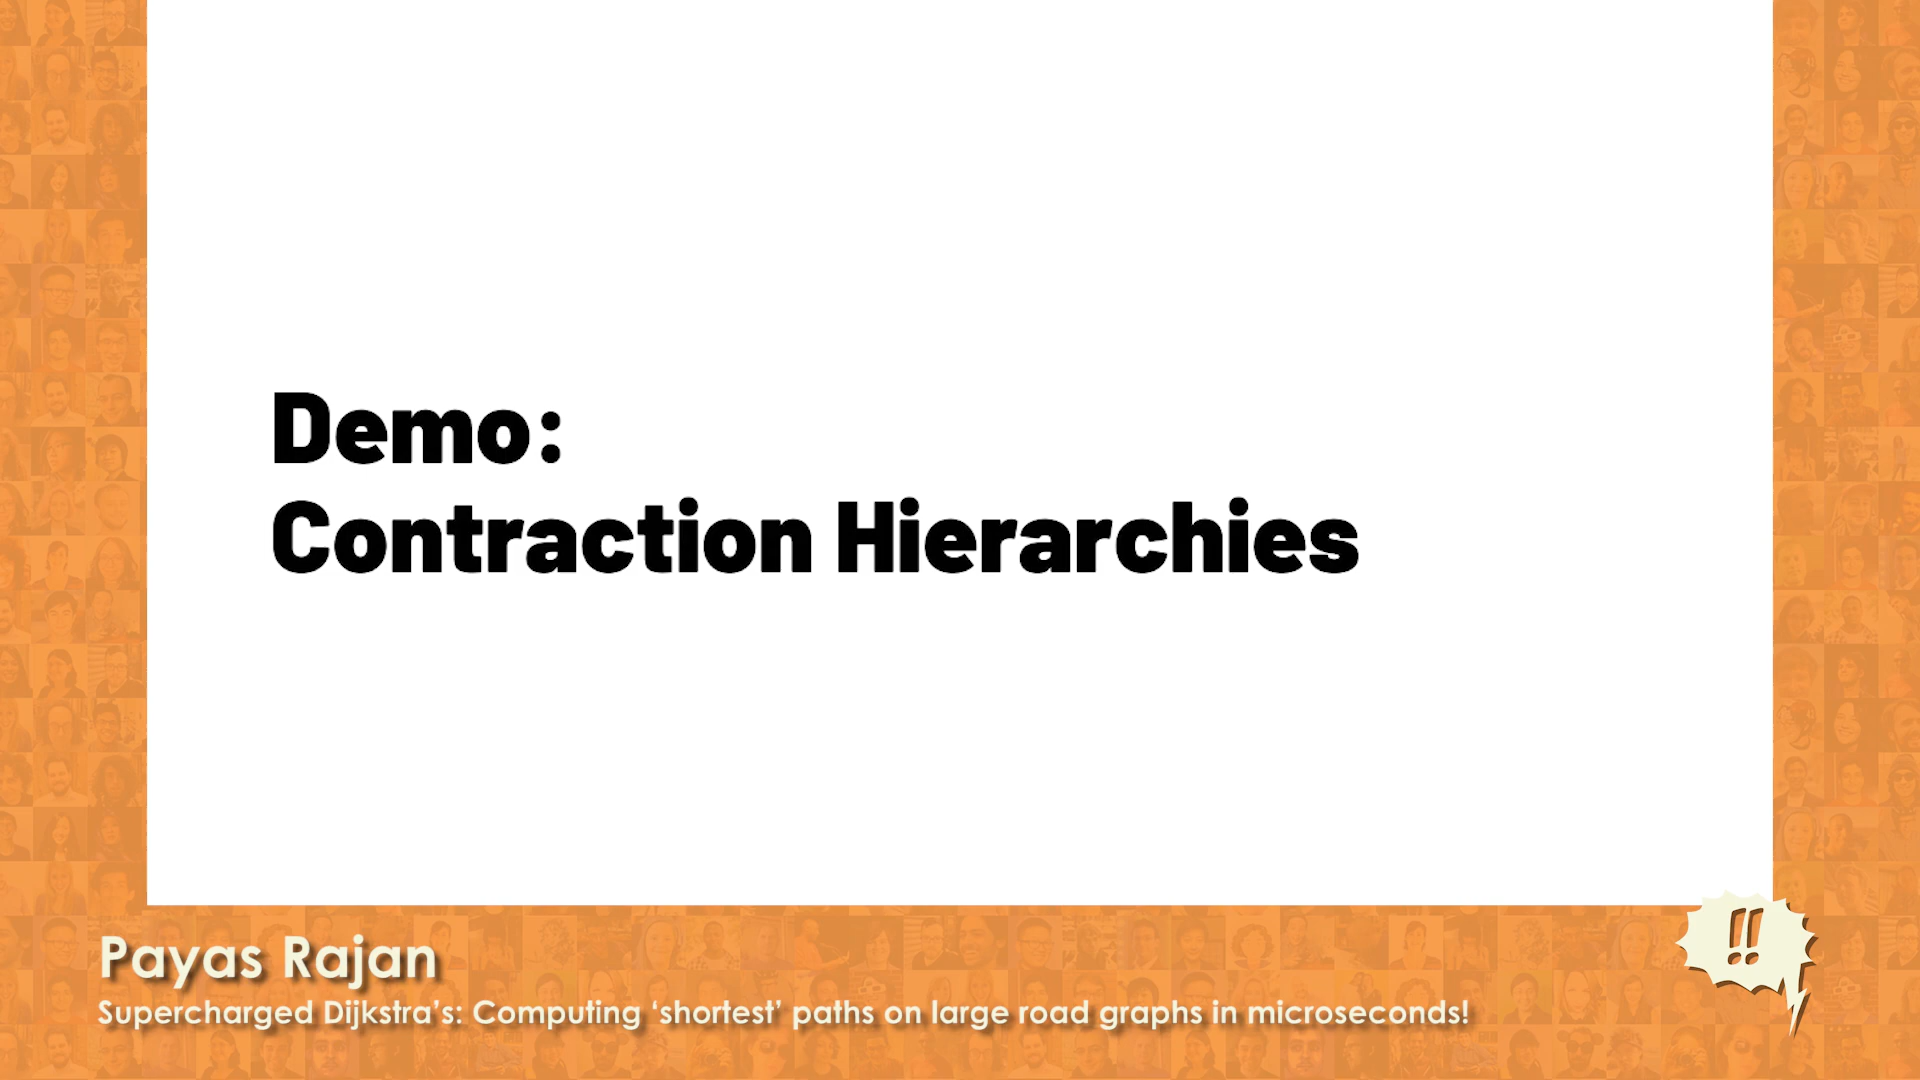 Demo:
Contraction Hierarchies
Payas Rajan
Supercharged Dijkstra’s: Computing ‘shortest’ paths on large road graphs in microseconds!
!!